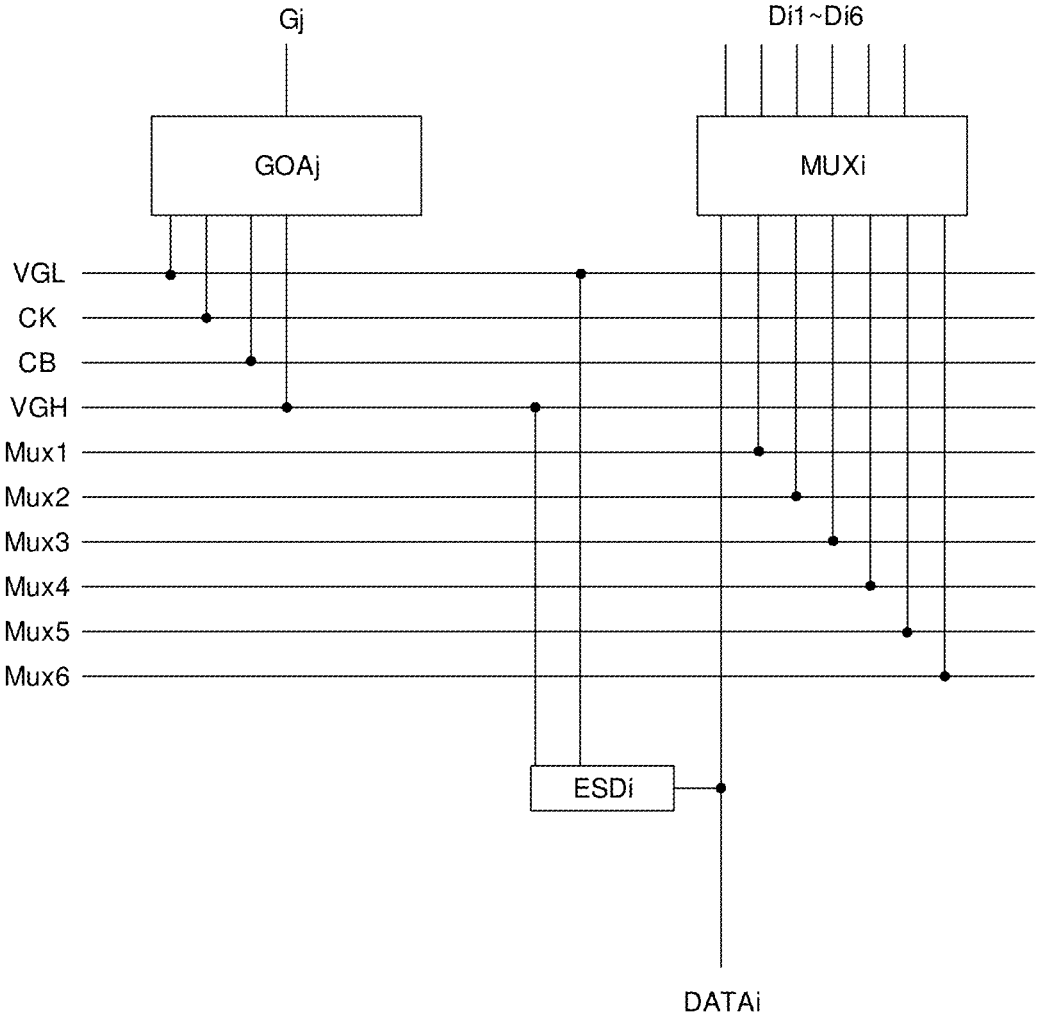 Gj
Di1~Di6
GOAj
MUXi
VGL
CK
CB
VGH
Mux1
Mux2
Mux3
Mux4
Mux5
Mux6
ESDi
DATAi